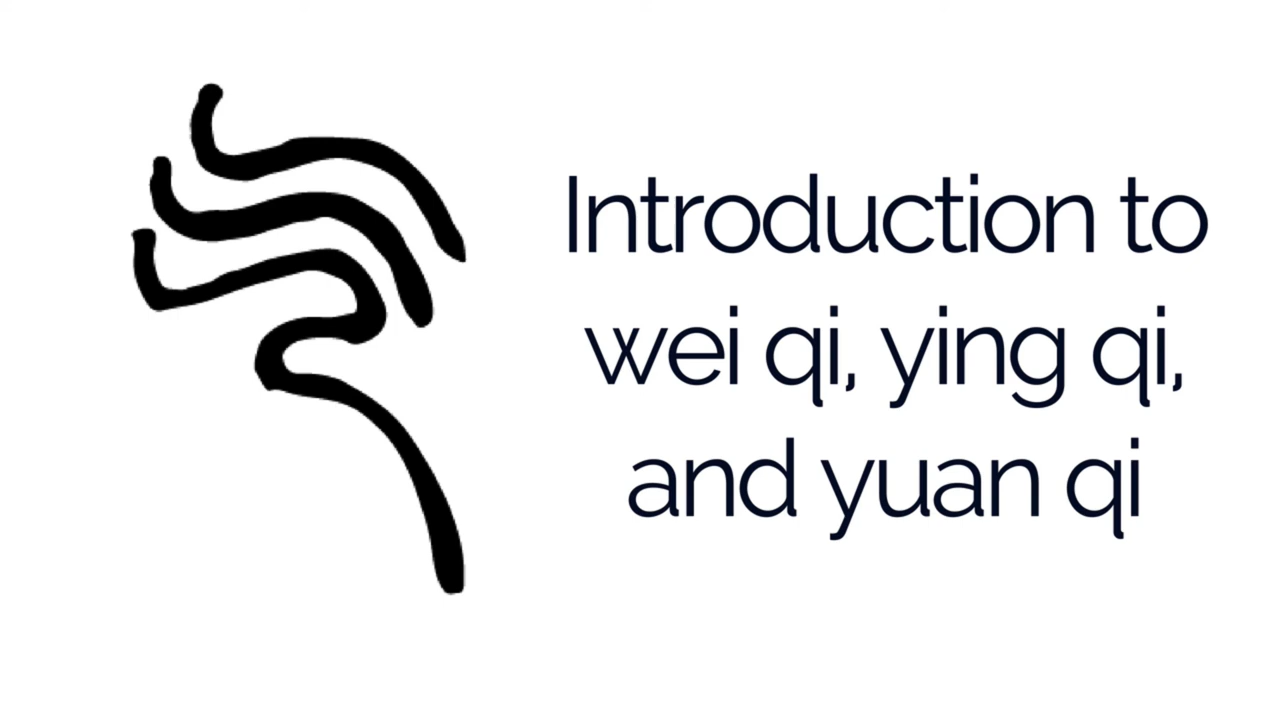 Introduction to
wei qi, ying qi,
and yuan qi